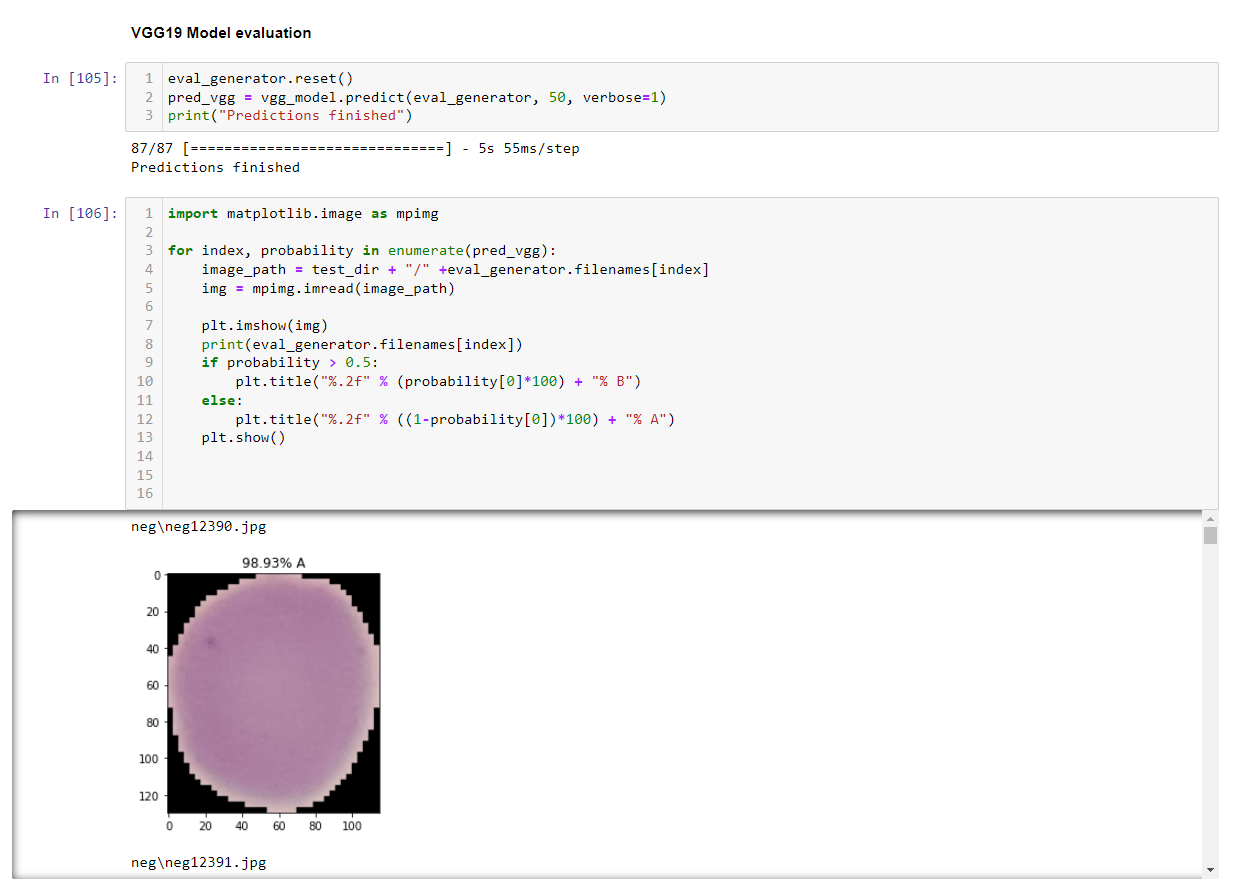 VGG19 Model evaluation
In [105]:
1 eval_generator.reset()
2 pred_vgg = vgg_model.predict(eval_generator, 50, verbose=1)
3 print("Predictions finished")
87/87 [==============================] - 5s 55ms/step
Predictions finished
In [106]:
1 import matplotlib.image as mpimg
2
3 for index, probability in enumerate(pred_vgg):
4     image_path = test_dir + "/" +eval_generator.filenames[index]
5     img = mpimg.imread(image_path)
6
7     plt.imshow(img)
8     print(eval_generator.filenames[index])
9     if probability > 0.5:
10         plt.title("%.2f" % (probability[0]*100) + "% B")
11     else:
12         plt.title("%.2f" % ((1-probability[0])*100) + "% A")
13     plt.show()
14
15
16
neg\neg12390.jpg
98.93% A
0
20
40
60
80
100
120
0 20 40 60 80 100
neg\neg12391.jpg